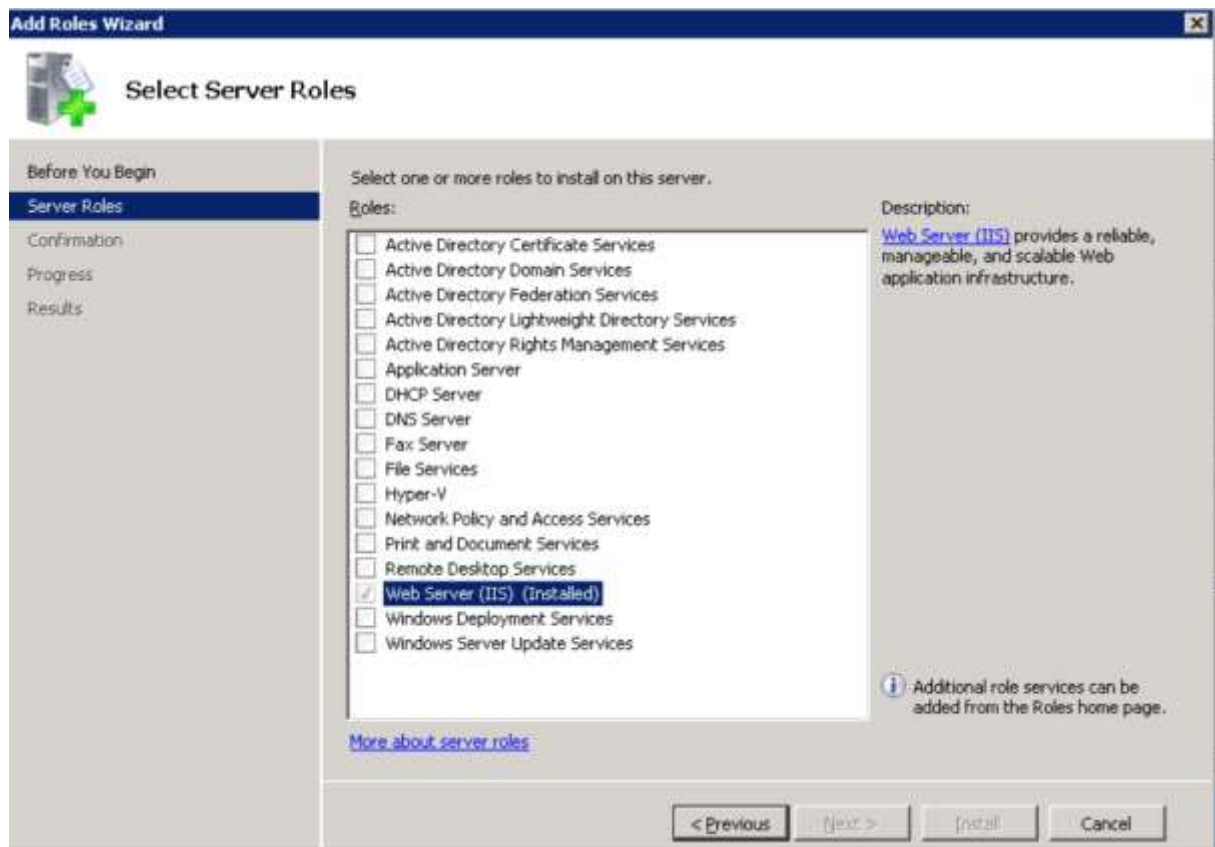 Add Roles Wizard
Select Server Roles
Before You Begin
Server Roles
Confirmation
Progress
Results
Select one or more roles to install on this server.
Roles:
Active Directory Certificate Services
Active Directory Domain Services
Active Directory Federation Services
Active Directory Lightweight Directory Services
Active Directory Rights Management Services
Application Server
DHCP Server
DNS Server
Fax Server
File Services
Hyper-V
Network Policy and Access Services
Print and Document Services
Remote Desktop Services
Web Server (IIS) (Installed)
Windows Deployment Services
Windows Server Update Services
More about server roles
Description:
Web Server (IIS) provides a reliable,
manageable, and scalable Web
application infrastructure.
Additional role services can be
added from the Roles home page.
< Previous
Next >
Install
Cancel